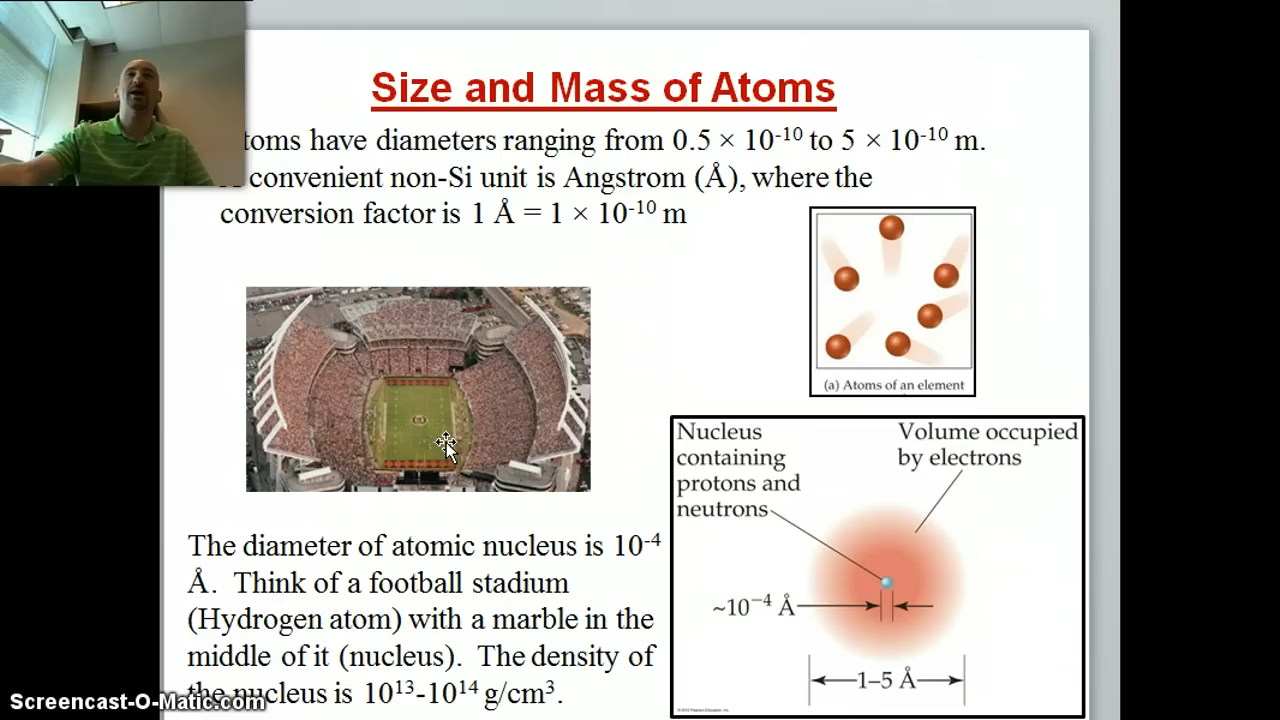 Size and Mass of Atoms
toms have diameters ranging from 0.5 × 10⁻¹⁰ to 5 × 10⁻¹⁰ m.
convenient non-Si unit is Angstrom (Å), where the
conversion factor is 1 Å = 1 × 10⁻¹⁰ m
(a) Atoms of an element
Nucleus
containing
protons and
neutrons
Volume occupied
by electrons
~10⁻⁴ Å
1–5 Å
The diameter of atomic nucleus is 10⁻⁴
Å. Think of a football stadium
(Hydrogen atom) with a marble in the
middle of it (nucleus). The density of
the nucleus is 10¹³-10¹⁴ g/cm³.
Screencast-O-Matic.com